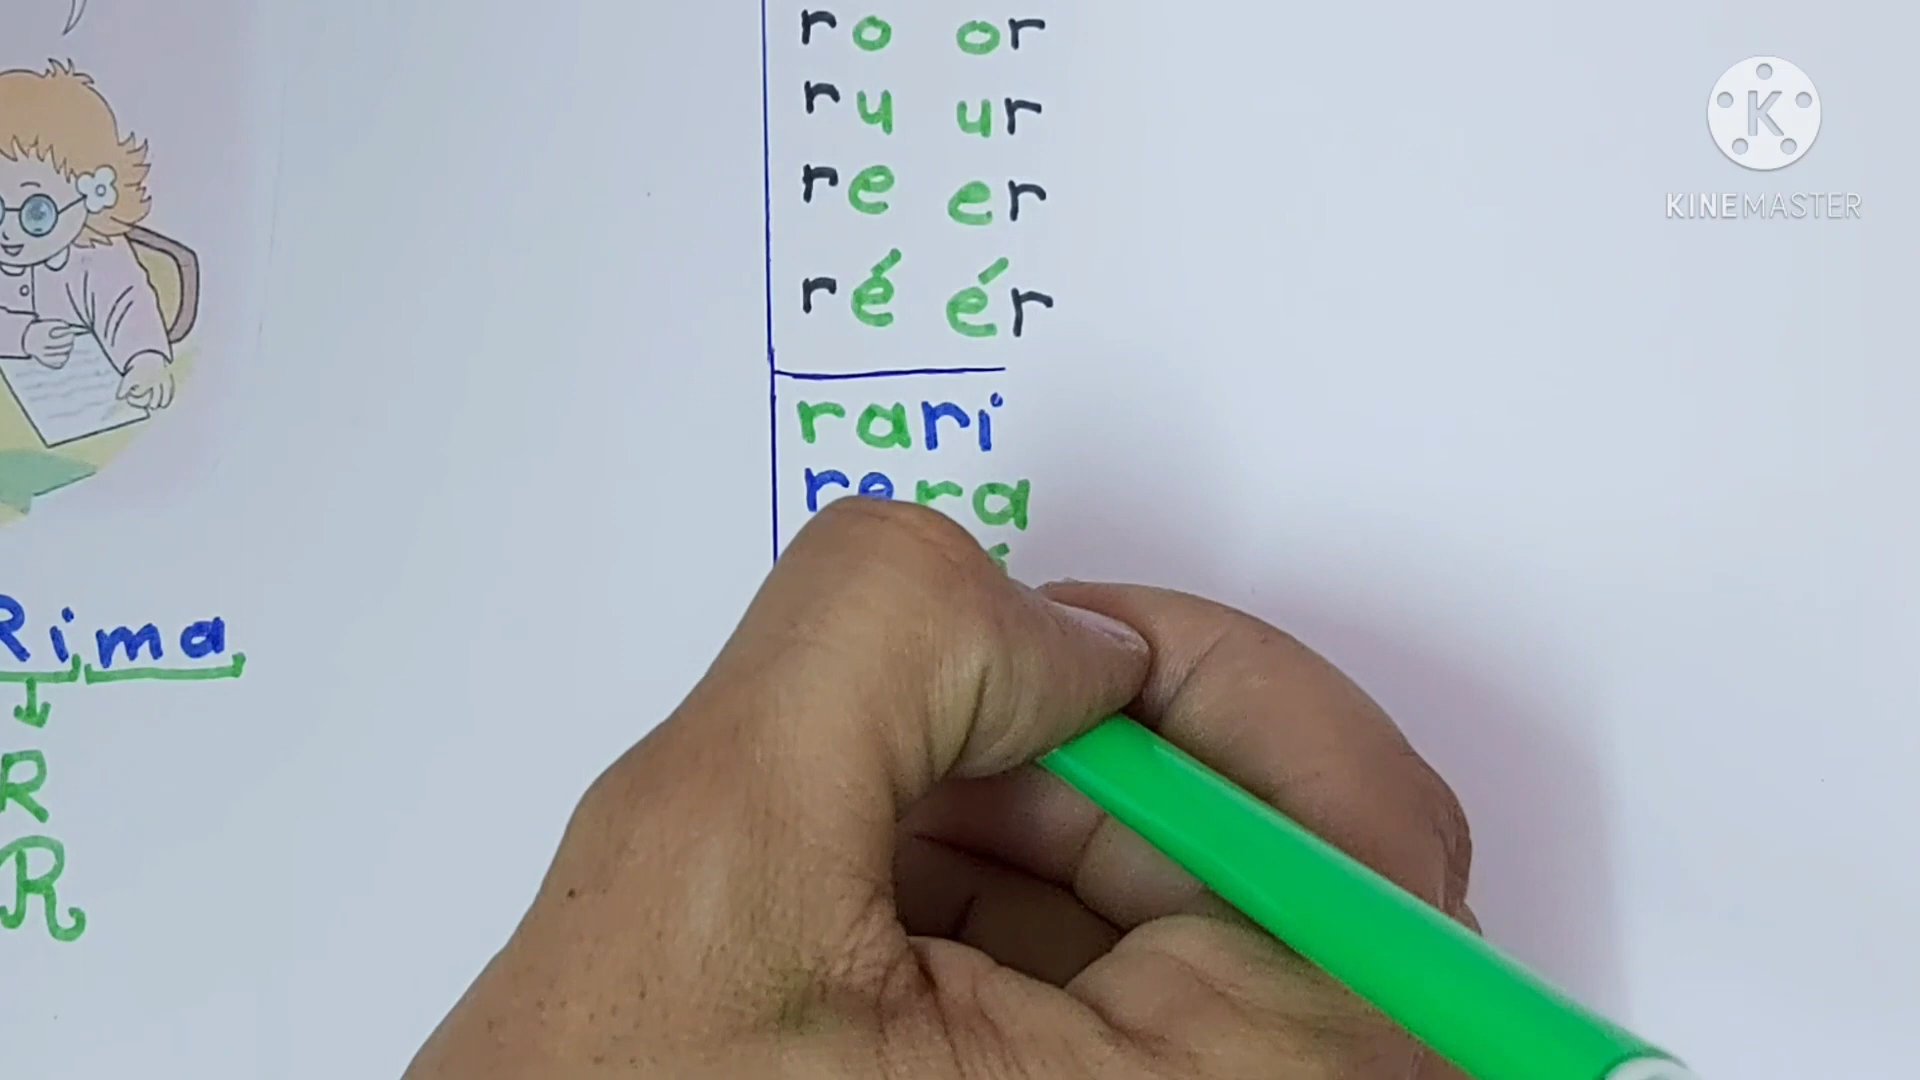 ro or
ru ur
re er
ré ér
rari
rera
Rima
R
R
KINEMASTER